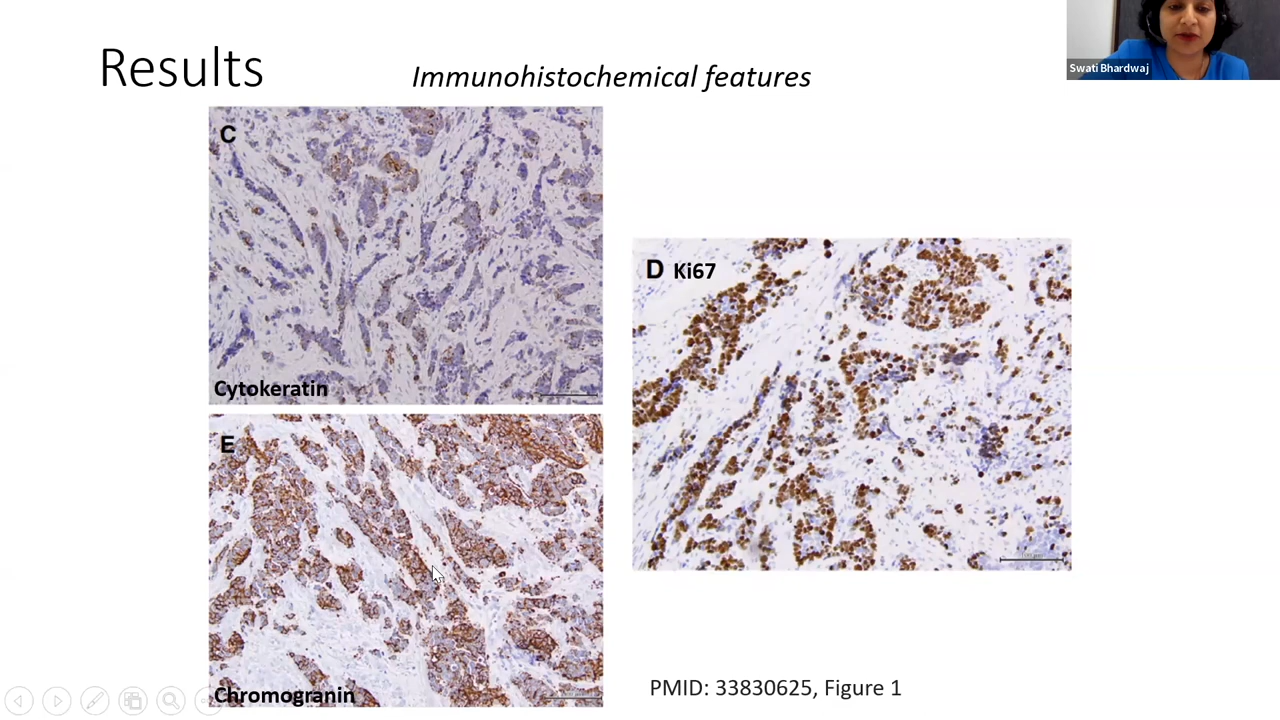 Results
Immunohistochemical features
Swati Bhardwaj
C
Cytokeratin
D Ki67
E
Chromogranin
PMID: 33830625, Figure 1